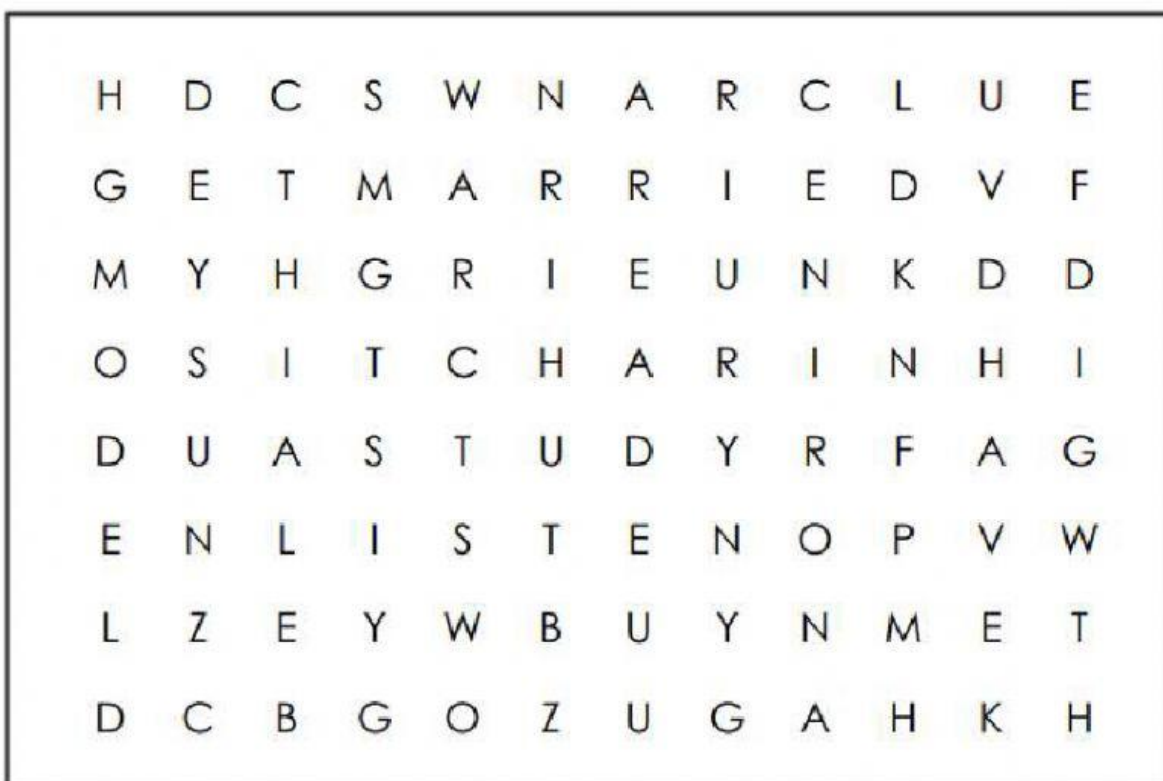 H D C S W N A R C L U E
G E T M A R R I E D V F
M Y H G R I E U N K D D
O S I T C H A R I N H I
D U A S T U D Y R F A G
E N L I S T E N O P V W
L Z E Y W B U Y N M E T
D C B G O Z U G A H K H